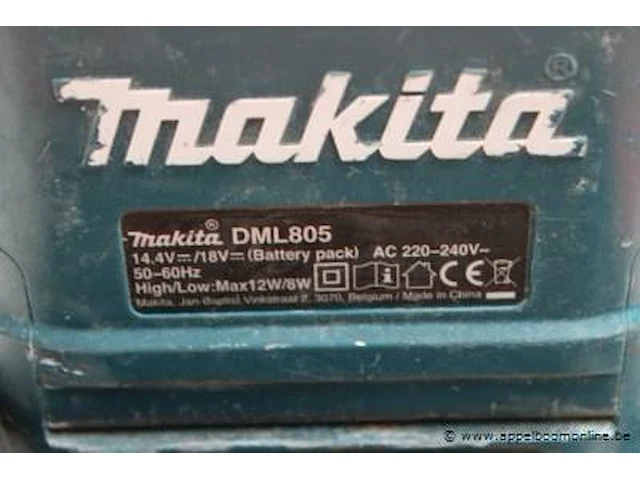 makita®
makita® DML805
14.4V⎓/18V⎓(Battery pack) AC 220-240V~
50-60Hz
High/Low:Max12W/8W CE
Makita, Jan-Baptist Vinkstraat 2, 3070, Belgium / Made in China
© www.appelboomonline.be